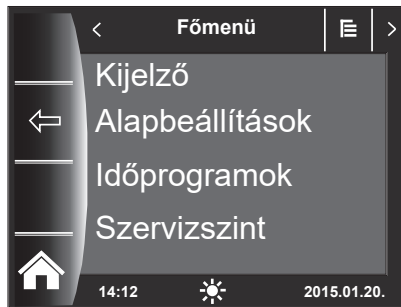 Főmenü
Kijelző
Alapbeállítások
Időprogramok
Szervizszint
14:12 2015.01.20.